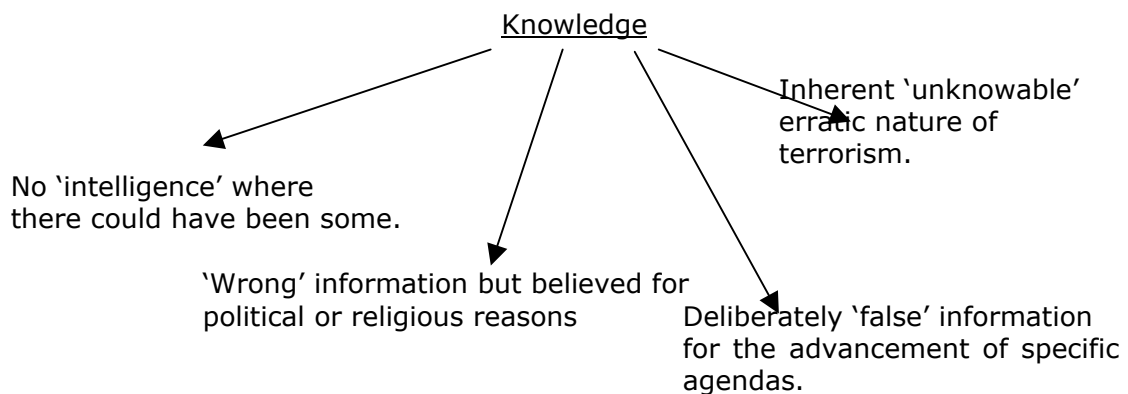 Knowledge
Inherent ‘unknowable’
erratic nature of
terrorism.
No ‘intelligence’ where
there could have been some.
‘Wrong’ information but believed for
political or religious reasons
Deliberately ‘false’ information
for the advancement of specific
agendas.